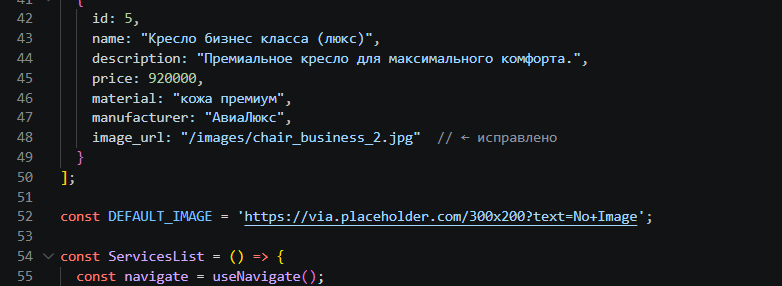 41 {
42 id: 5,
43 name: "Кресло бизнес класса (люкс)",
44 description: "Премиальное кресло для максимального комфорта.",
45 price: 920000,
46 material: "кожа премиум",
47 manufacturer: "АвиаЛюкс",
48 image_url: "/images/chair_business_2.jpg" // ← исправлено
49 }
50 ];
51
52 const DEFAULT_IMAGE = 'https://via.placeholder.com/300x200?text=No+Image';
53
54 const ServicesList = () => {
55 const navigate = useNavigate();